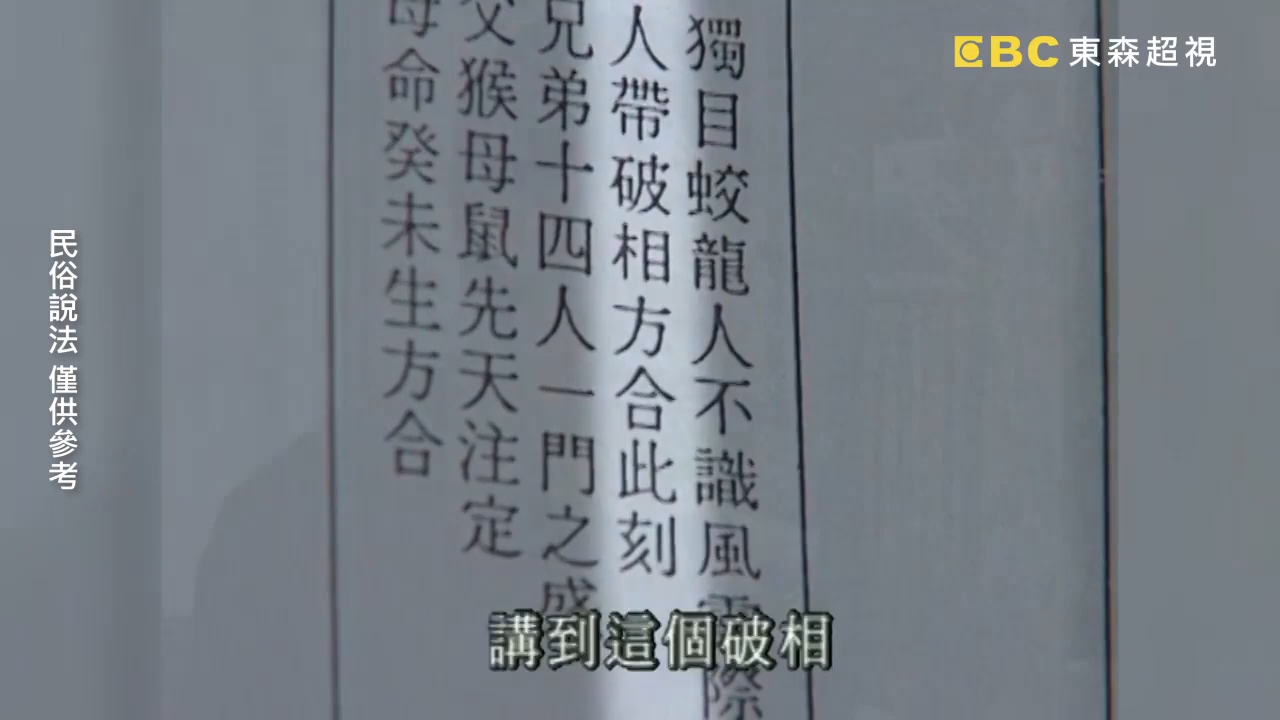 EBC 東森超視
獨目蛟龍人不識風雲際
人帶破相方合此刻
兄弟十四人一門之盛
父猴母鼠先天注定
母命癸未生方合
民俗說法 僅供參考
講到這個破相